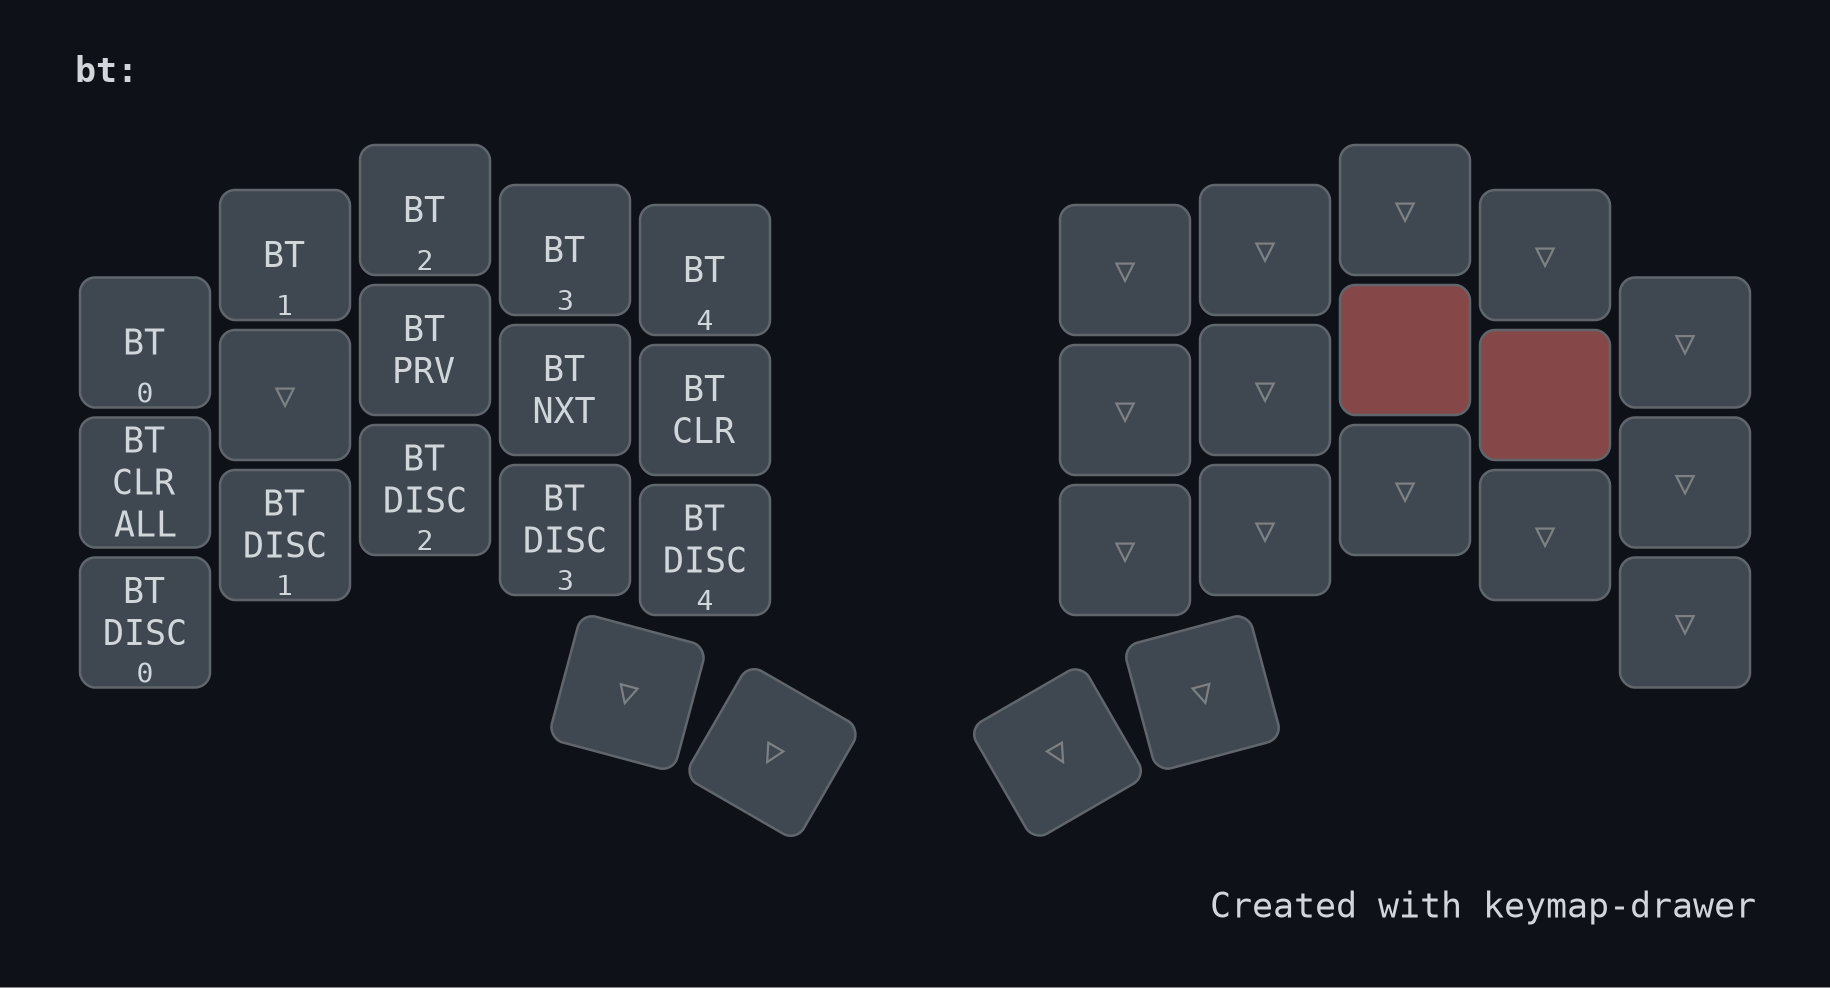 bt:
BT
0
BT
1
BT
2
BT
3
BT
4
▽
▽
▽
▽
▽
BT
CLR
ALL
▽
BT
PRV
BT
NXT
BT
CLR
▽
▽
▽
BT
DISC
0
BT
DISC
1
BT
DISC
2
BT
DISC
3
BT
DISC
4
▽
▽
▽
▽
▽
▽
▽
▽
▽
Created with keymap-drawer